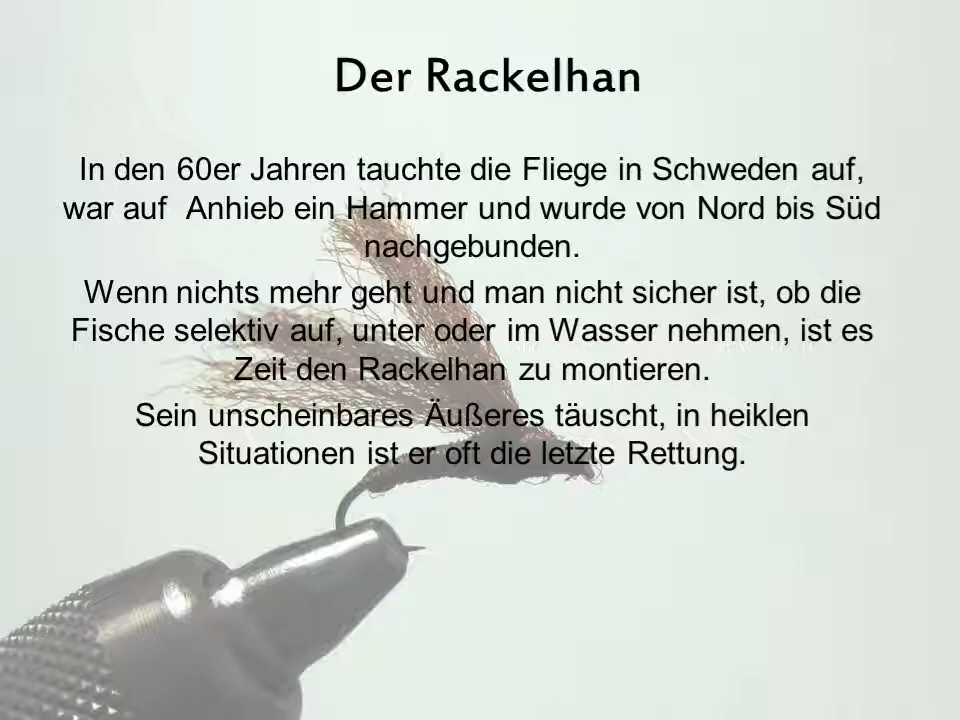 Der Rackelhan
In den 60er Jahren tauchte die Fliege in Schweden auf,
war auf  Anhieb ein Hammer und wurde von Nord bis Süd
nachgebunden.
Wenn nichts mehr geht und man nicht sicher ist, ob die
Fische selektiv auf, unter oder im Wasser nehmen, ist es
Zeit den Rackelhan zu montieren.
Sein unscheinbares Äußeres täuscht, in heiklen
Situationen ist er oft die letzte Rettung.